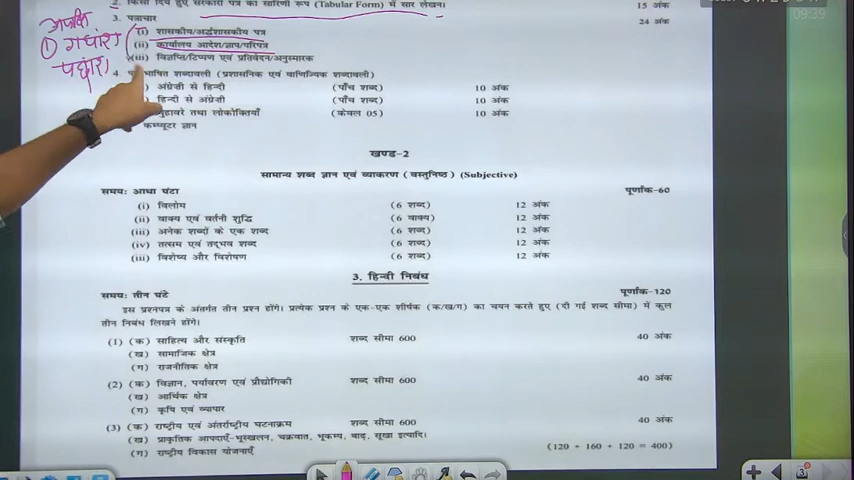 2. किसी दिये हुए सरकारी पत्र का सारिणी रूप (Tabular Form) में सार लेखन। 15 अंक
3. पत्राचार 24 अंक
(i) शासकीय/अर्द्धशासकीय पत्र
(ii) कार्यालय आदेश/ज्ञाप/परिपत्र
(iii) विज्ञप्ति/टिप्पण एवं प्रतिवेदन/अनुस्मारक
① गद्यांश
4. भाषित शब्दावली (प्रशासनिक एवं वाणिज्यिक शब्दावली)
अंग्रेजी से हिन्दी (पाँच शब्द) 10 अंक
हिन्दी से अंग्रेजी (पाँच शब्द) 10 अंक
मुहावरे तथा लोकोक्तियाँ (केवल 05) 10 अंक
कम्प्यूटर ज्ञान
खण्ड-2
सामान्य शब्द ज्ञान एवं व्याकरण (वस्तुनिष्ठ) (Subjective)
समय: आधा घंटा पूर्णांक-60
(i) विलोम (6 शब्द) 12 अंक
(ii) वाक्य एवं वर्तनी शुद्धि (6 वाक्य) 12 अंक
(iii) अनेक शब्दों के एक शब्द (6 शब्द) 12 अंक
(iv) तत्सम एवं तद्भव शब्द (6 शब्द) 12 अंक
(iii) विशेष्य और विशेषण (6 शब्द) 12 अंक
3. हिन्दी निबंध
समय: तीन घंटे पूर्णांक-120
इस प्रश्नपत्र के अंतर्गत तीन प्रश्न होंगे। प्रत्येक प्रश्न के एक-एक शीर्षक (क/ख/ग) का चयन करते हुए (दी गई शब्द सीमा) में कुल
तीन निबंध लिखने होंगे।
(1) (क) साहित्य और संस्कृति शब्द सीमा 600 40 अंक
(ख) सामाजिक क्षेत्र
(ग) राजनीतिक क्षेत्र
(2) (क) विज्ञान, पर्यावरण एवं प्रौद्योगिकी शब्द सीमा 600 40 अंक
(ख) आर्थिक क्षेत्र
(ग) कृषि एवं व्यापार
(3) (क) राष्ट्रीय एवं अंतर्राष्ट्रीय घटनाक्रम शब्द सीमा 600 40 अंक
(ख) प्राकृतिक आपदाएँ-भूस्खलन, चक्रवात, भूकम्प, बाढ़, सूखा इत्यादि।
(ग) राष्ट्रीय विकास योजनाएँ (120 + 160 + 120 = 400)
09:39
3